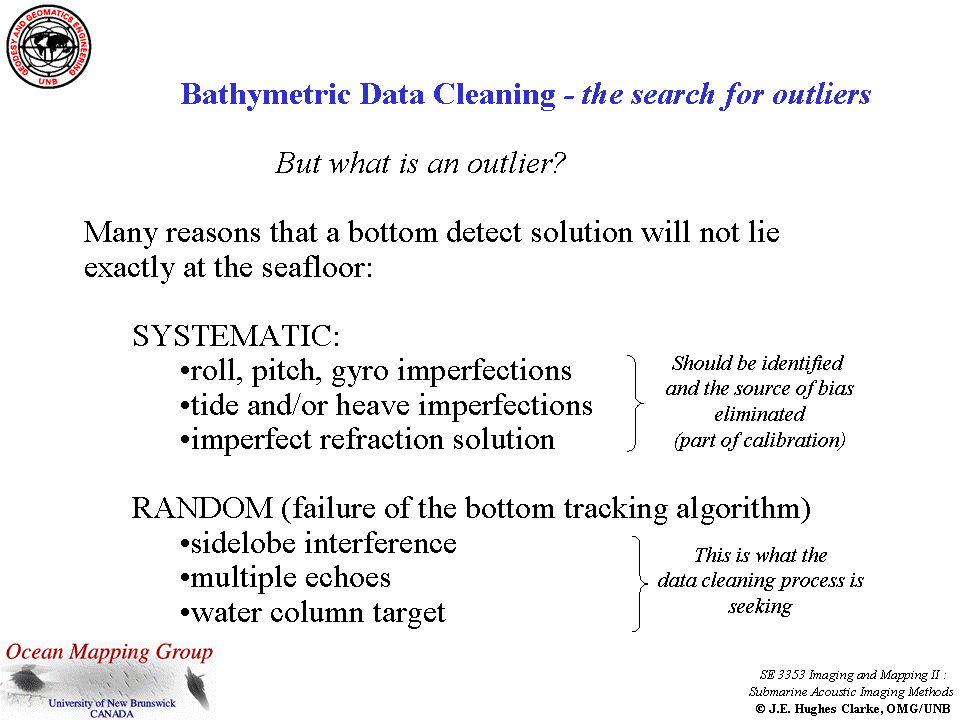 GEODESY AND GEOMATICS ENGINEERING
UNB
Bathymetric Data Cleaning - the search for outliers
But what is an outlier?
Many reasons that a bottom detect solution will not lie
exactly at the seafloor:
SYSTEMATIC:
•roll, pitch, gyro imperfections
•tide and/or heave imperfections
•imperfect refraction solution
Should be identified
and the source of bias
eliminated
(part of calibration)
RANDOM (failure of the bottom tracking algorithm)
•sidelobe interference
•multiple echoes
•water column target
This is what the
data cleaning process is
seeking
Ocean Mapping Group
University of New Brunswick
CANADA
SE 3353 Imaging and Mapping II :
Submarine Acoustic Imaging Methods
© J.E. Hughes Clarke, OMG/UNB